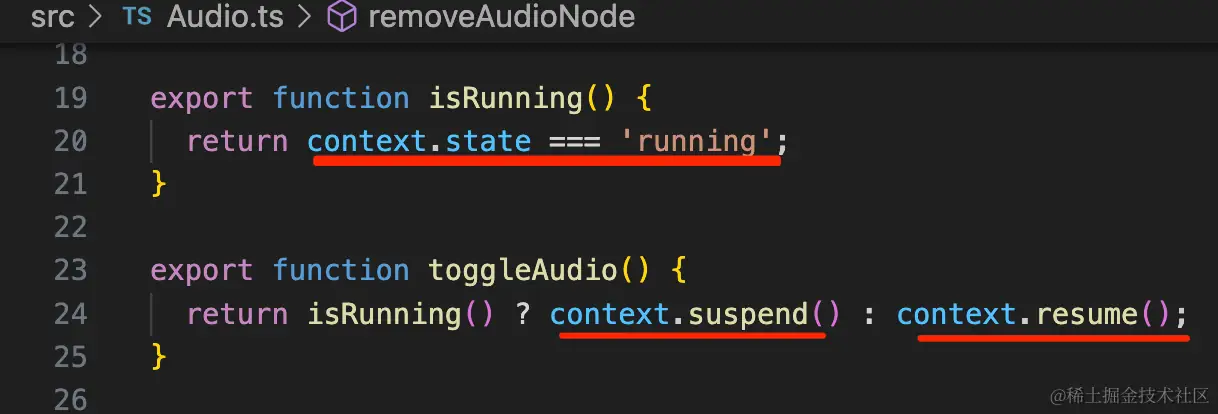 src > TS Audio.ts > removeAudioNode
18
19 export function isRunning() {
20 return context.state === 'running';
21 }
22
23 export function toggleAudio() {
24 return isRunning() ? context.suspend() : context.resume();
25 }
26
@稀土掘金技术社区